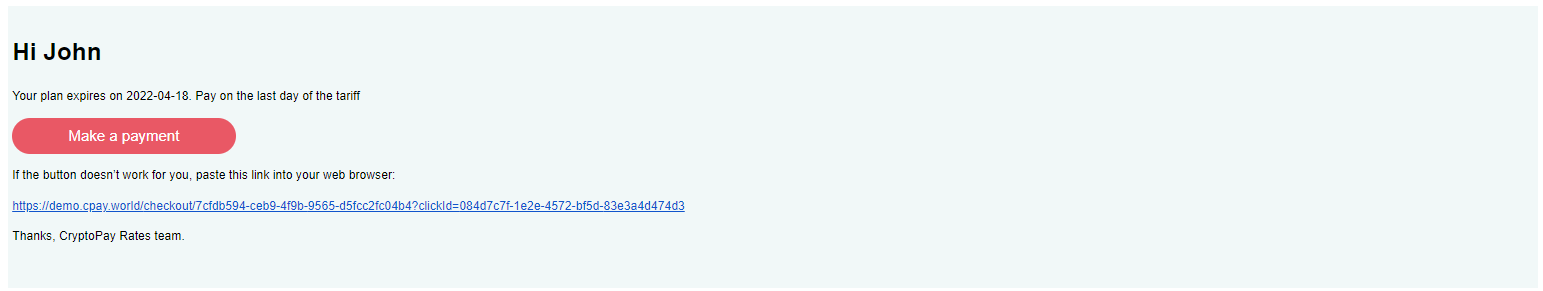 Hi John
Your plan expires on 2022-04-18. Pay on the last day of the tariff
Make a payment
If the button doesn't work for you, paste this link into your web browser:
https://demo.cpay.world/checkout/7cfdb594-ceb9-4f9b-9565-d5fcc2fc04b4?clickId=084d7c7f-1e2e-4572-bf5d-83e3a4d474d3
Thanks, CryptoPay Rates team.